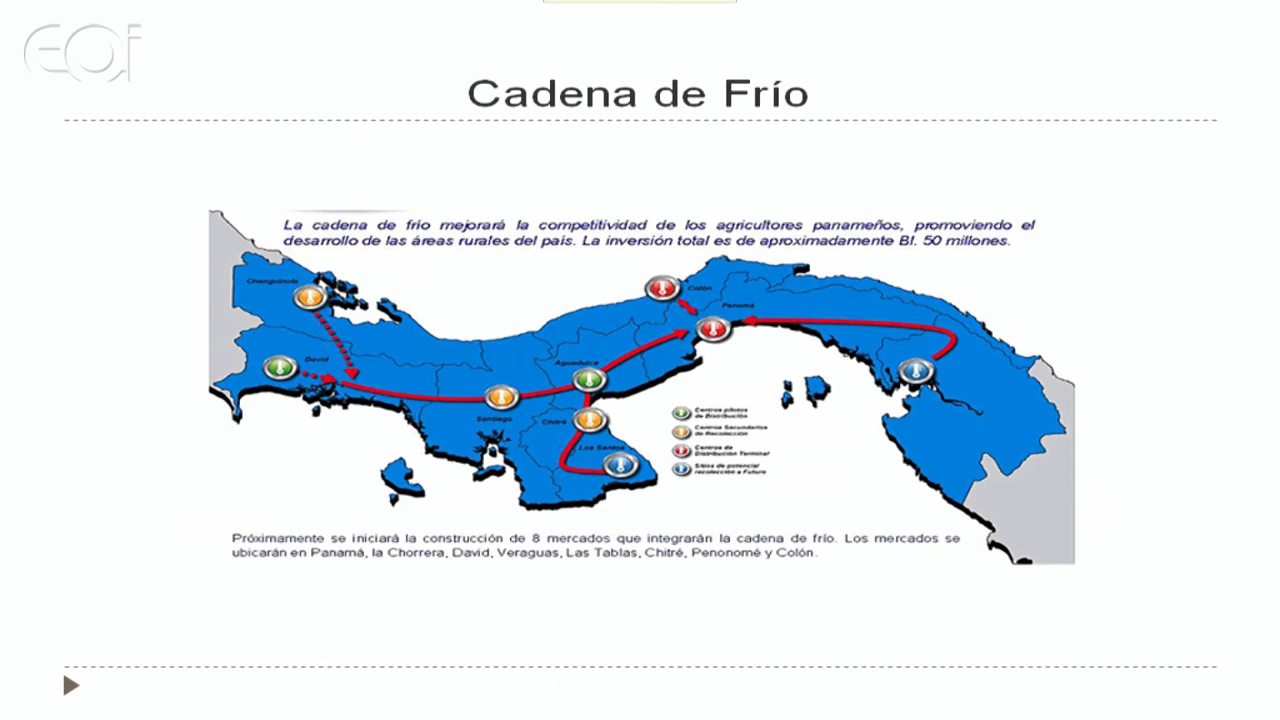 EOI
Cadena de Frío
La cadena de frío mejorará la competitividad de los agricultores panameños, promoviendo el
desarrollo de las áreas rurales del país. La inversión total es de aproximadamente Bl. 50 millones.
Changuinola
Colón
Panamá
David
Aguadulce
Santiago
Chitré
Los Santos
Centros pilotos
de Distribución
Centros Secundarios
de Recolección
Centros de
Distribución Terminal
Sitios de potencial
recolección a Futuro
Próximamente se iniciará la construcción de 8 mercados que integrarán la cadena de frío. Los mercados se
ubicarán en Panamá, la Chorrera, David, Veraguas, Las Tablas, Chitré, Penonomé y Colón.